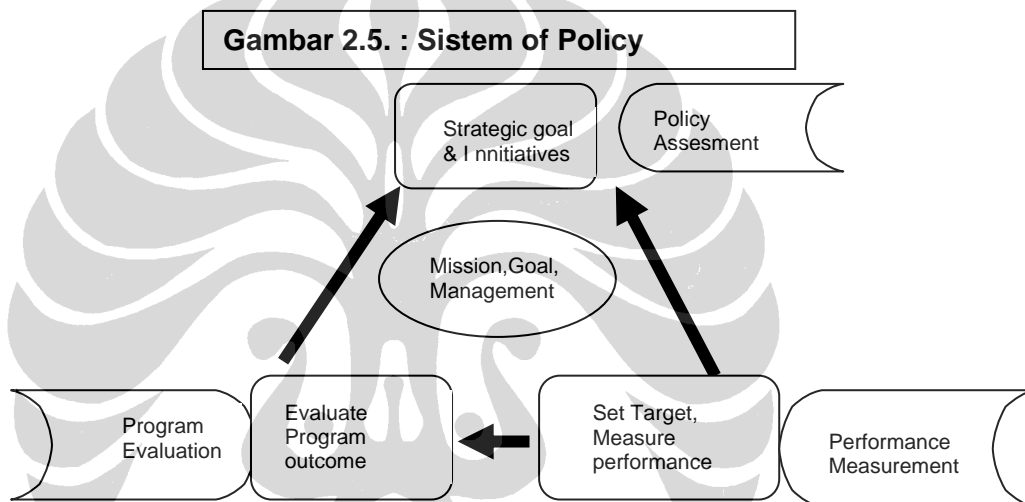 Gambar 2.5. : Sistem of Policy
Strategic goal
& I nnitiatives
Policy
Assesment
Mission,Goal,
Management
Program
Evaluation
Evaluate
Program
outcome
Set Target,
Measure
performance
Performance
Measurement